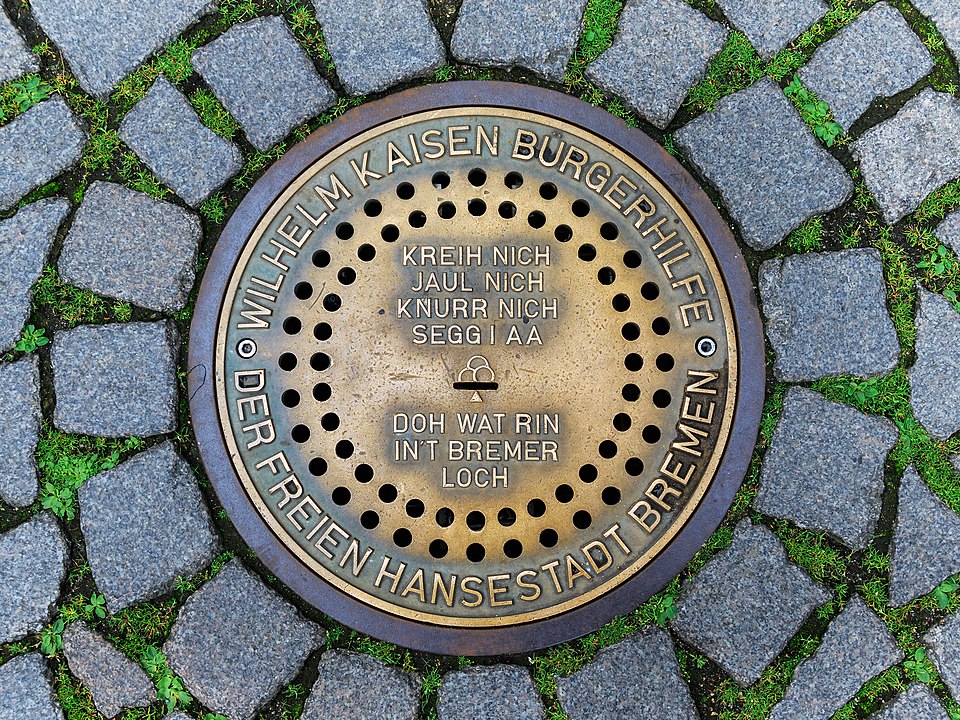 WILHELM KAISEN BÜRGERHILFE
KREIH NICH
JAUL NICH
KNURR NICH
SEGG I AA
DOH WAT RIN
IN'T BREMER
LOCH
DER FREIEN HANSESTADT BREMEN